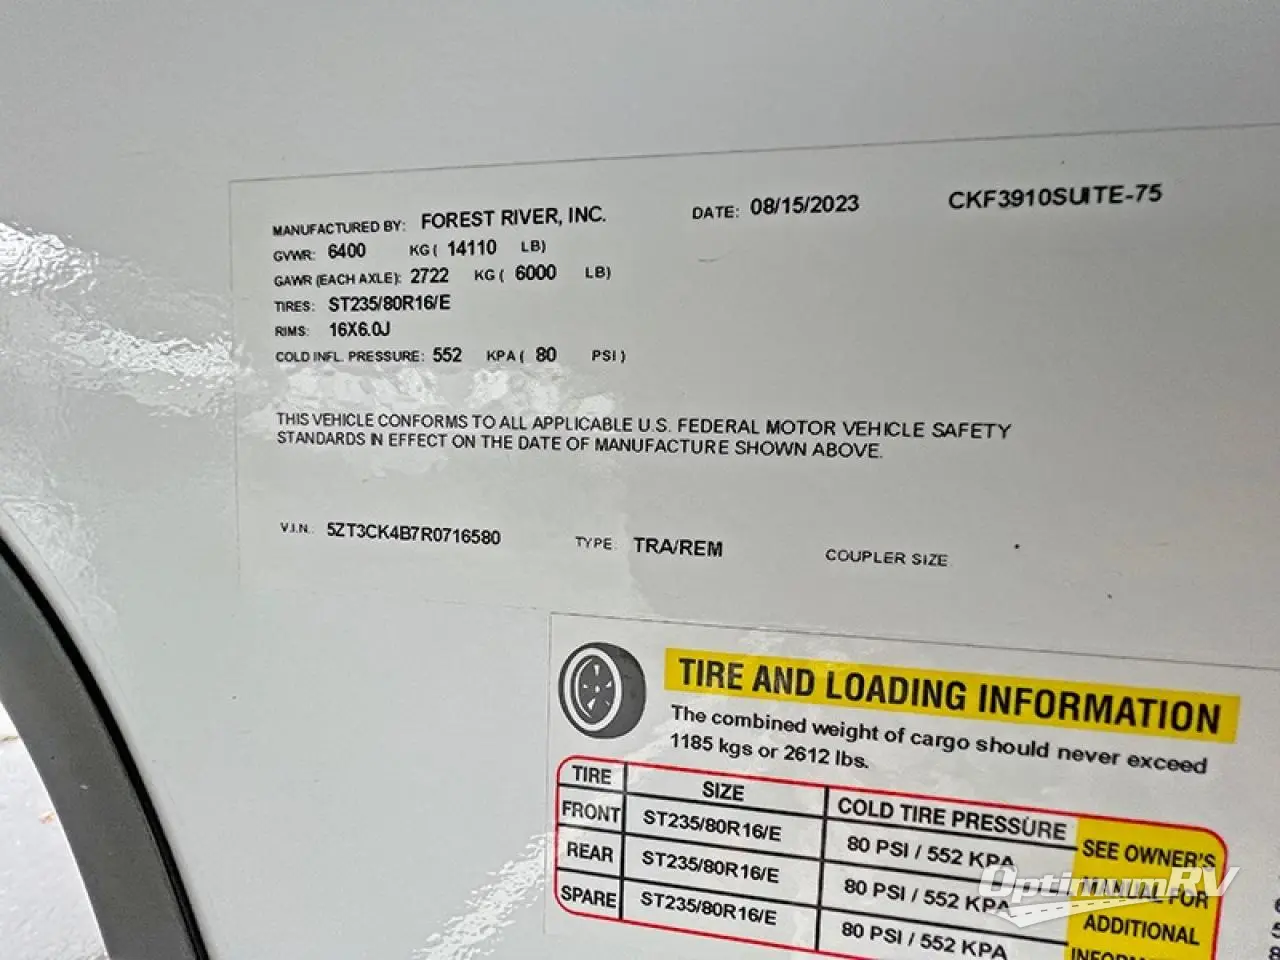 MANUFACTURED BY: FOREST RIVER, INC. DATE: 08/15/2023 CKF3910SUITE-75
GVWR: 6400 KG ( 14110 LB)
GAWR (EACH AXLE): 2722 KG ( 6000 LB)
TIRES: ST235/80R16/E
RIMS: 16X6.0J
COLD INFL. PRESSURE: 552 KPA ( 80 PSI )
THIS VEHICLE CONFORMS TO ALL APPLICABLE U.S. FEDERAL MOTOR VEHICLE SAFETY
STANDARDS IN EFFECT ON THE DATE OF MANUFACTURE SHOWN ABOVE.
V.I.N.: 5ZT3CK4B7R0716580 TYPE: TRA/REM COUPLER SIZE
TIRE AND LOADING INFORMATION
The combined weight of cargo should never exceed
1185 kgs or 2612 lbs.
TIRE SIZE COLD TIRE PRESSURE SEE OWNER'S
FRONT ST235/80R16/E 80 PSI / 552 KPA MANUAL FOR
REAR ST235/80R16/E 80 PSI / 552 KPA ADDITIONAL
SPARE ST235/80R16/E 80 PSI / 552 KPA
OptimumRV